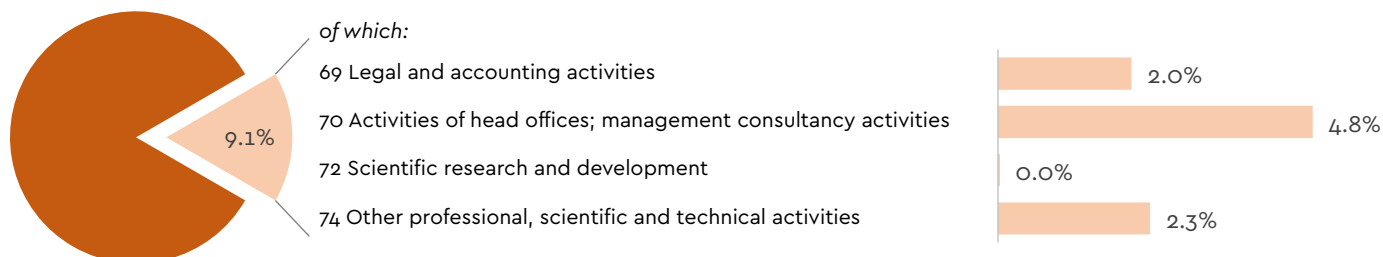 of which:
69 Legal and accounting activities
2.0%
70 Activities of head offices; management consultancy activities
4.8%
9.1%
72 Scientific research and development
0.0%
74 Other professional, scientific and technical activities
2.3%